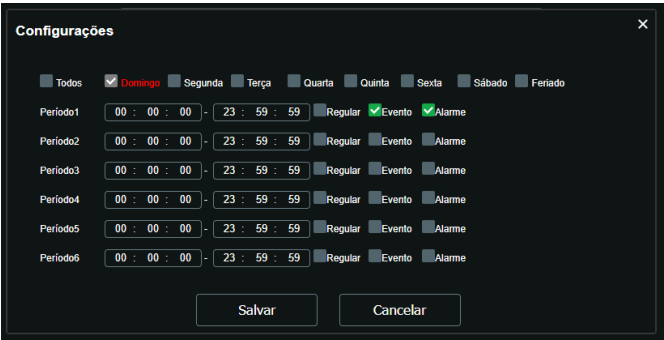 Configurações
Todos Domingo Segunda Terça Quarta Quinta Sexta Sábado Feriado
Período1 00 : 00 : 00 - 23 : 59 : 59 Regular Evento Alarme
Período2 00 : 00 : 00 - 23 : 59 : 59 Regular Evento Alarme
Período3 00 : 00 : 00 - 23 : 59 : 59 Regular Evento Alarme
Período4 00 : 00 : 00 - 23 : 59 : 59 Regular Evento Alarme
Período5 00 : 00 : 00 - 23 : 59 : 59 Regular Evento Alarme
Período6 00 : 00 : 00 - 23 : 59 : 59 Regular Evento Alarme
Salvar Cancelar